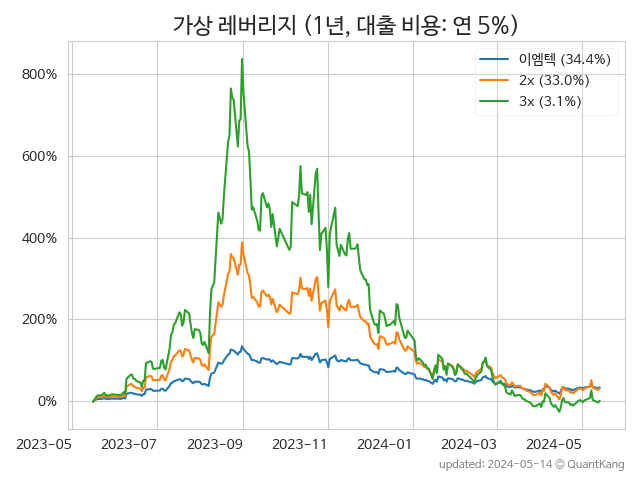 가상 레버리지 (1년, 대출 비용: 연 5%)
이엠텍 (34.4%)
2x (33.0%)
3x (3.1%)
800%
600%
400%
200%
0%
2023-05 2023-07 2023-09 2023-11 2024-01 2024-03 2024-05
updated: 2024-05-14 © QuantKang